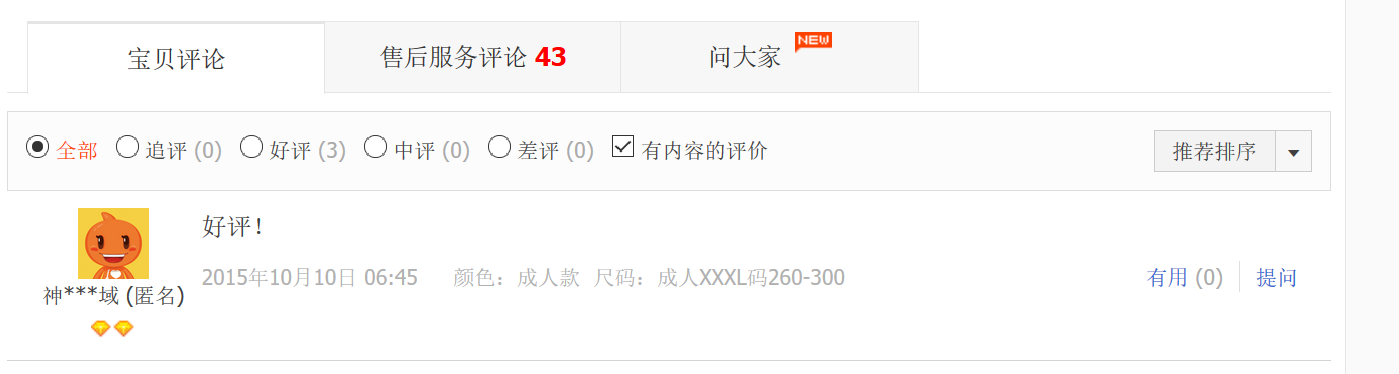 宝贝评论 售后服务评论 43 问大家 NEW
全部 追评 (0) 好评 (3) 中评 (0) 差评 (0) 有内容的评价 推荐排序
好评！
2015年10月10日 06:45 颜色：成人款 尺码：成人XXXL码260-300 有用 (0) 提问
神***域 (匿名)